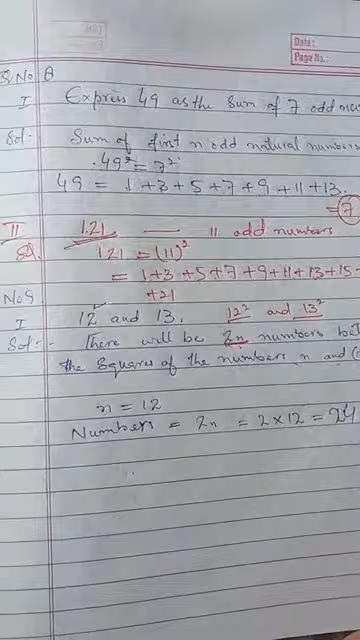 Date:
Page No.:
Q.No 8
I Express 49 as the Sum of 7 odd
Sol:- Sum of first n odd natural numbers
49² = 7²
49 = 1+3+5+7+9+11+13.
= 7
II 121 — 11 odd numbers
Sol. 121 = (11)²
= 1+3+5+7+9+11+13+15-
+21
No 9
I 12 and 13. 12² and 13²
Sol:- There will be 2n numbers bet
the Squares of the numbers n and (
n = 12
Numbers = 2n = 2×12 = 24